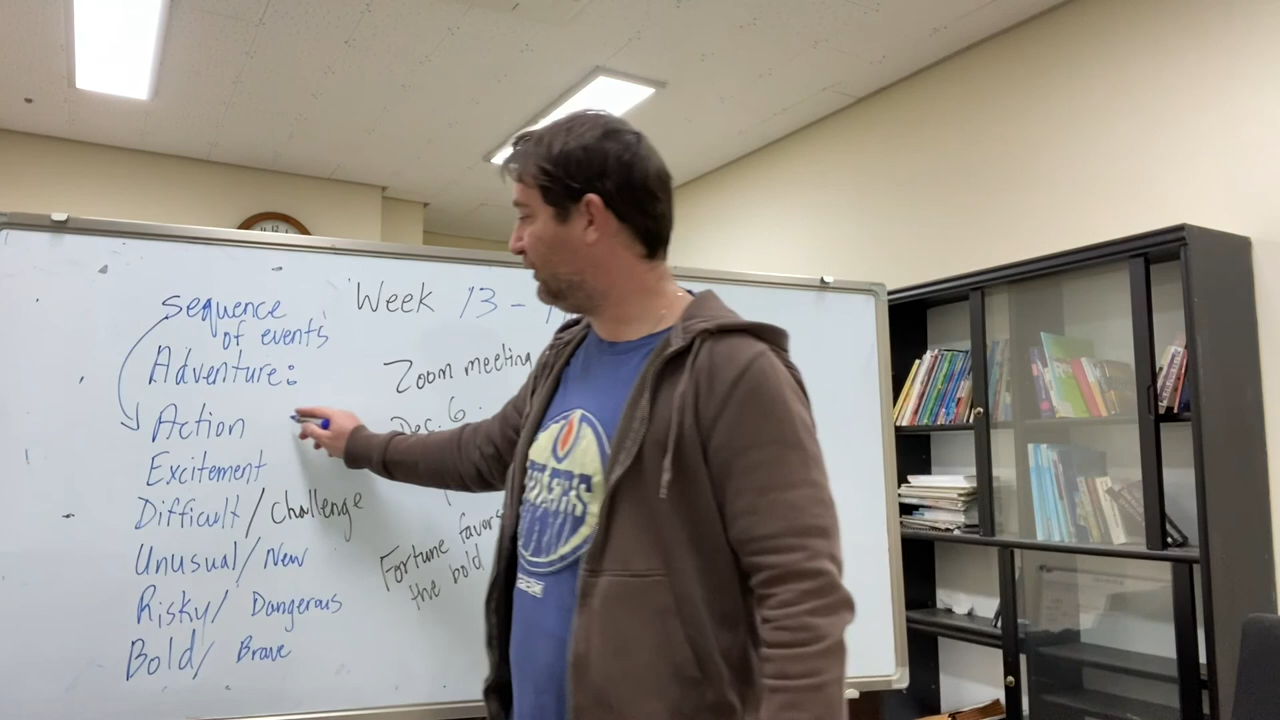 sequence
of events
Adventure:
Action
Excitement
Difficult / challenge
Unusual / New
Risky / Dangerous
Bold / Brave
Week 13 -
Zoom meeting
Dec. 6
Fortune favors
the bold